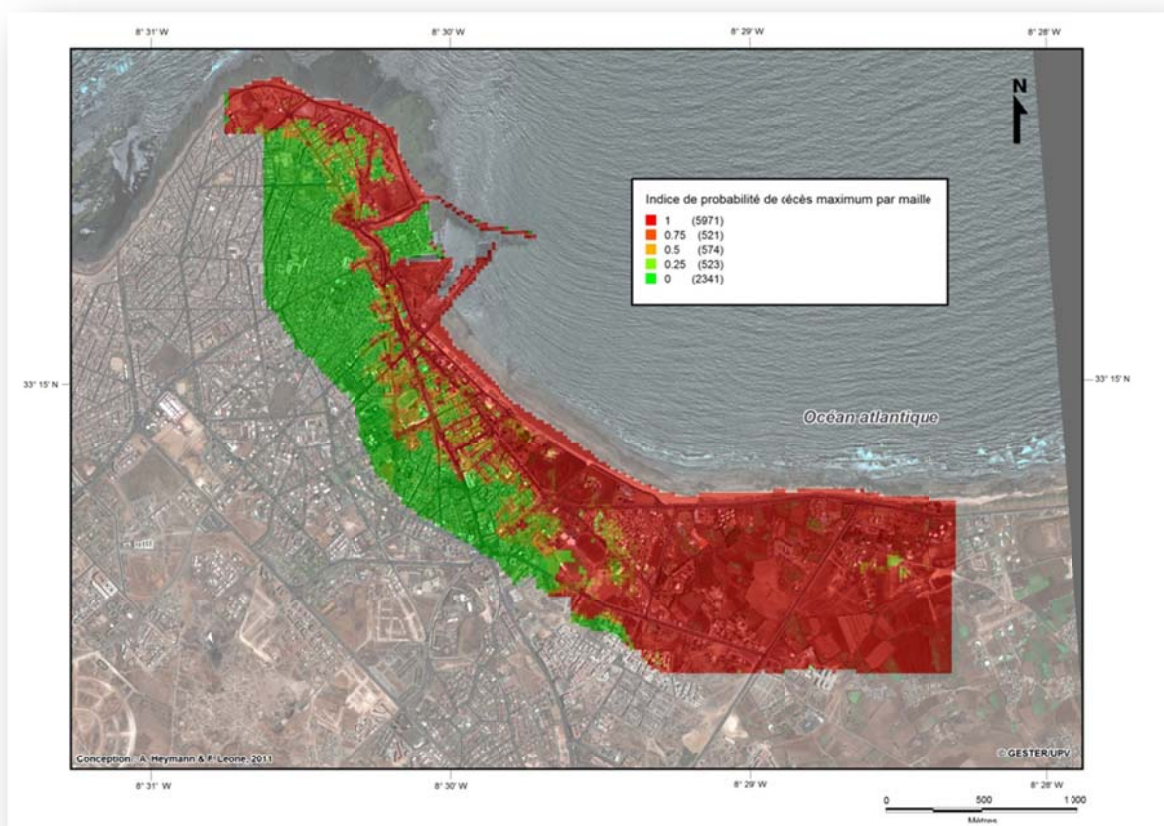 8° 31' W 8° 30' W 8° 29' W 8° 28' W
N
Indice de probabilité de décès maximum par maille
1 (5971)
0.75 (521)
0.5 (574)
0.25 (523)
0 (2341)
33° 15' N 33° 15' N
Océan atlantique
Conception : A. Heymann & F. Leone, 2011
© GESTER/UPV
8° 31' W 8° 30' W 8° 29' W 8° 28' W
0 500 1 000
Mètres